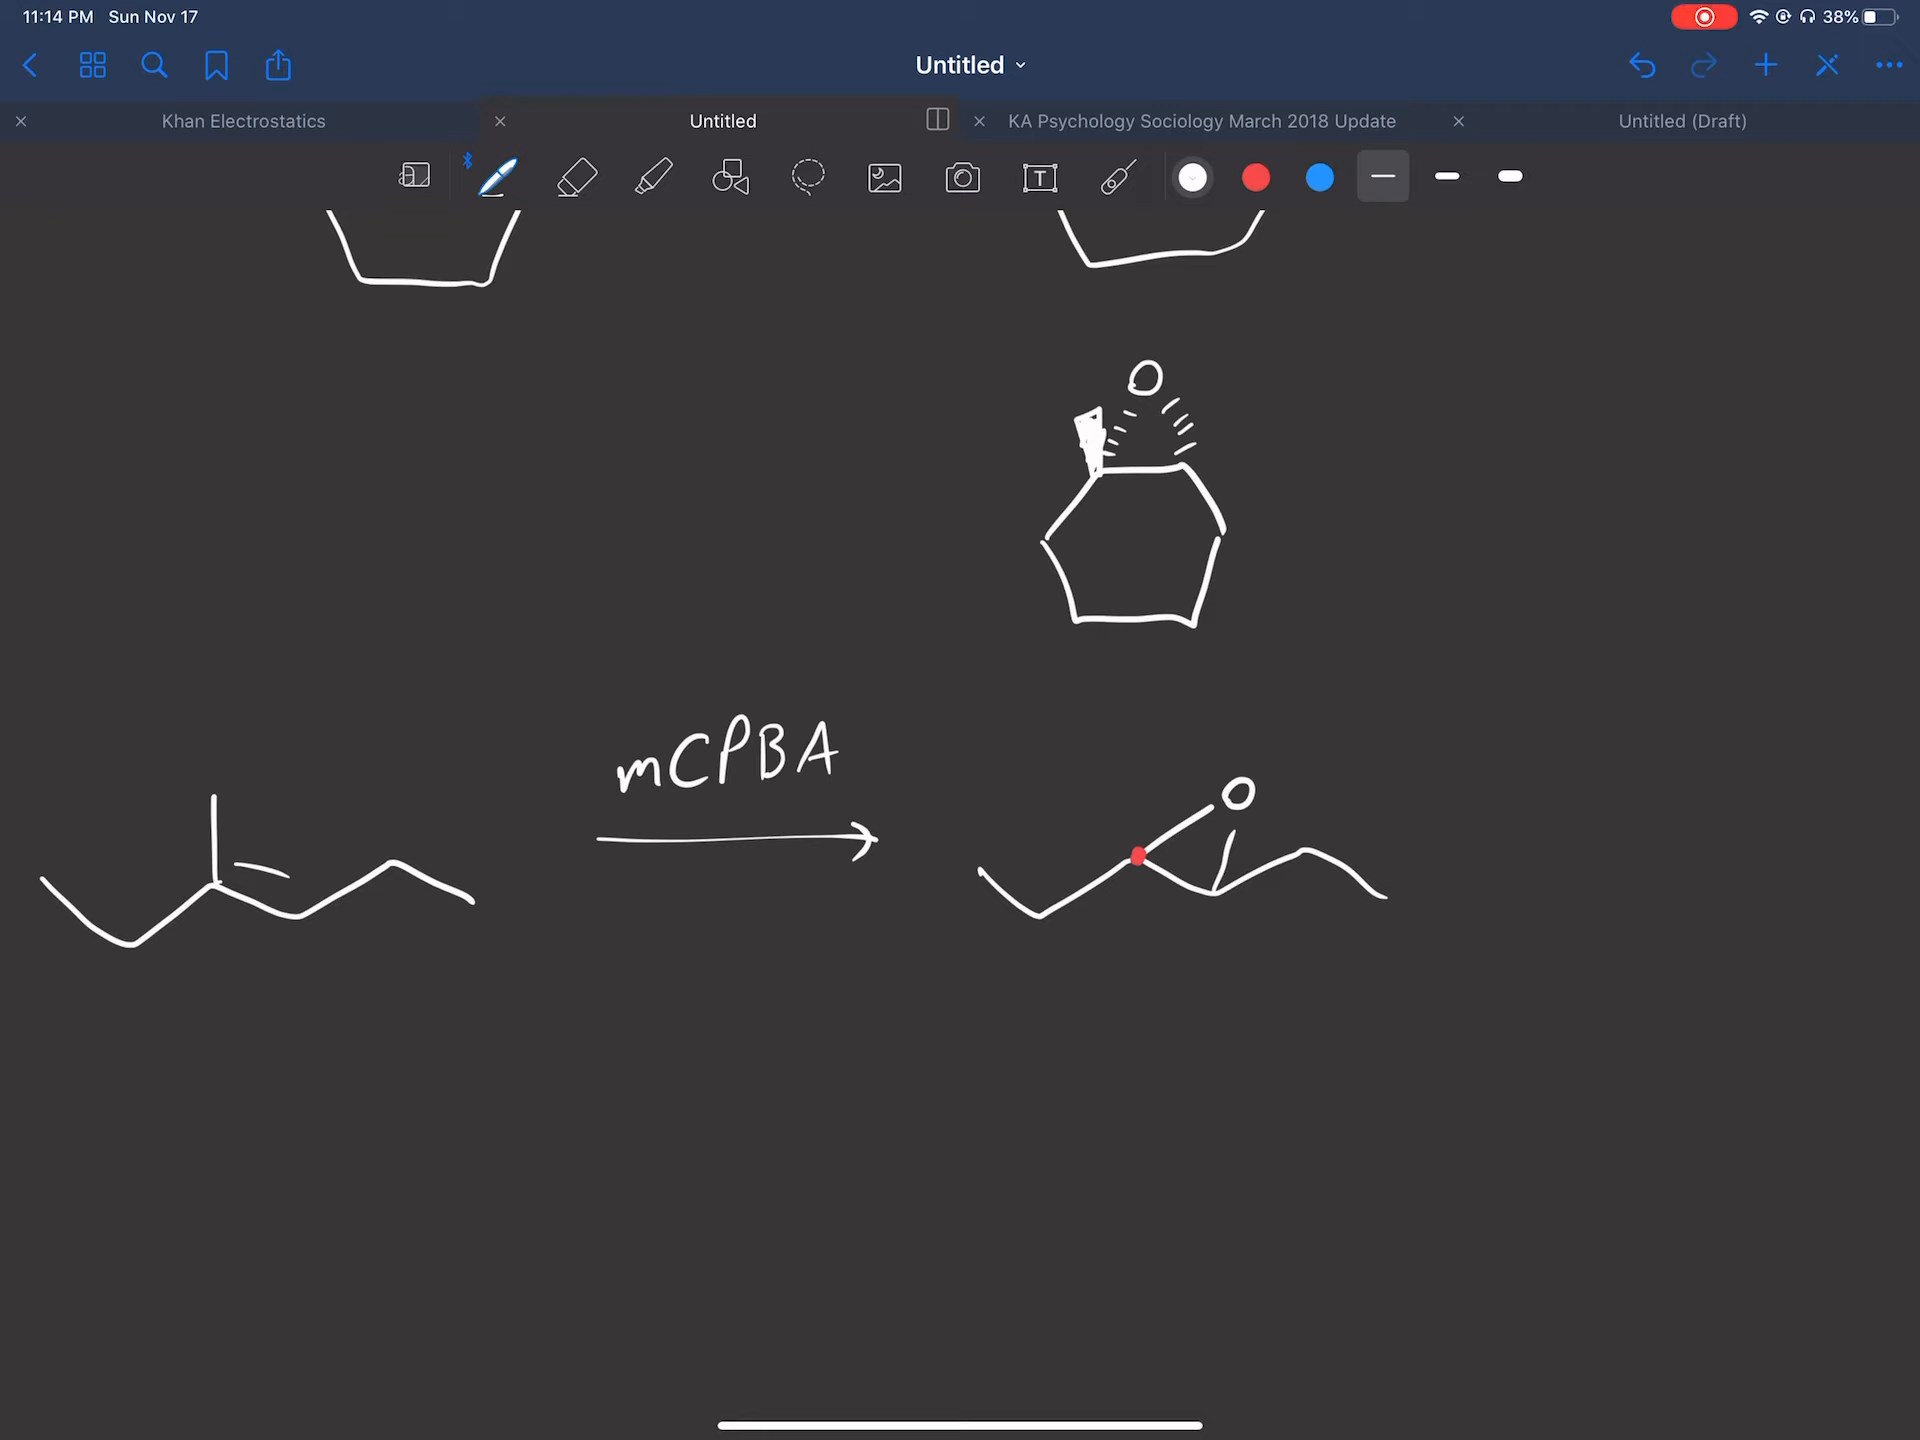 11:14 PM Sun Nov 17
38%
Untitled
Khan Electrostatics
Untitled
KA Psychology Sociology March 2018 Update
Untitled (Draft)
T
O
mCPBA
O